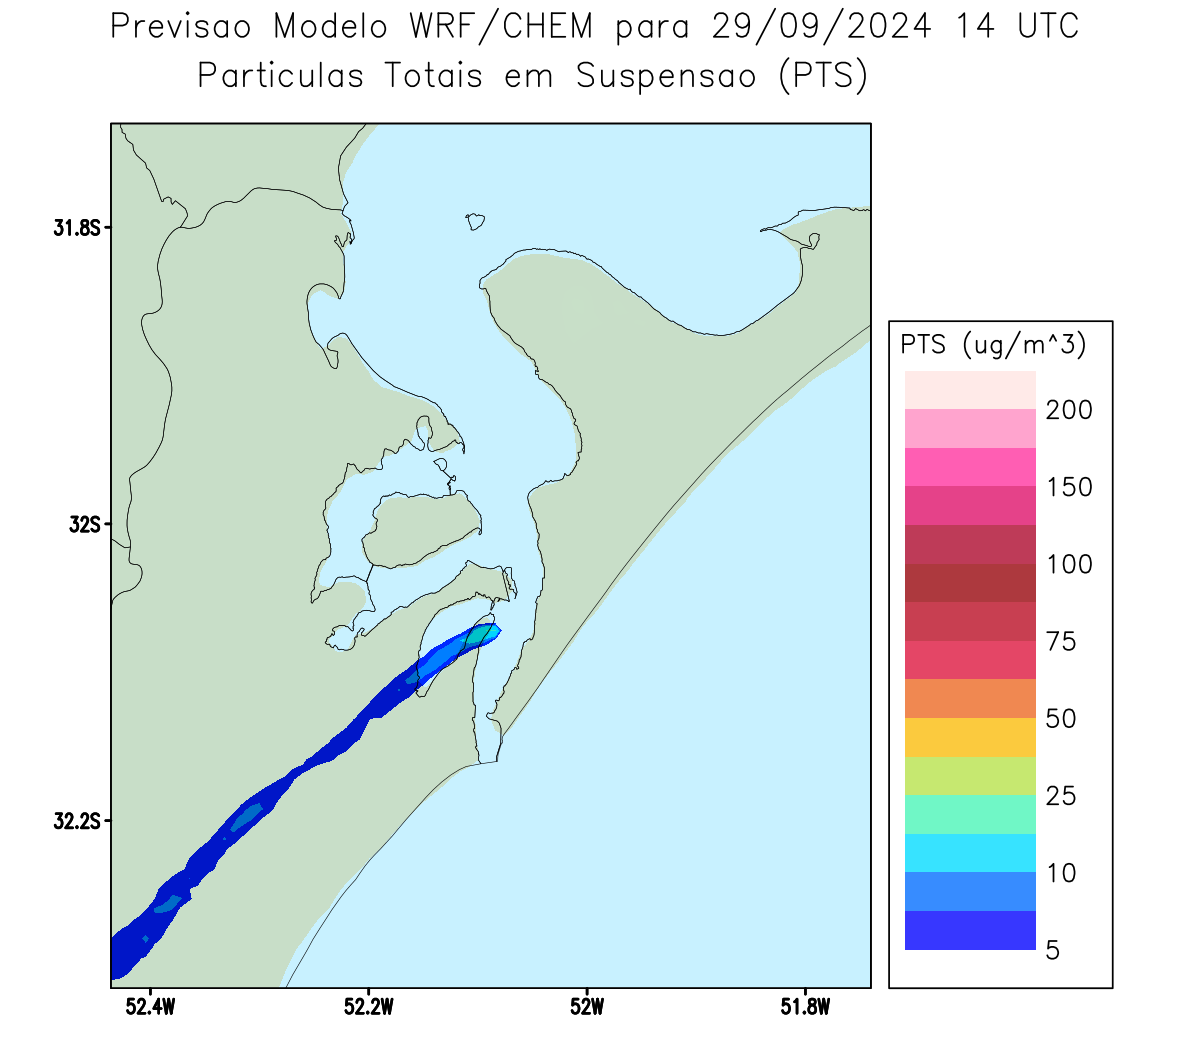 Previsao Modelo WRF/CHEM para 29/09/2024 14 UTC
Particulas Totais em Suspensao (PTS)
31.8S
32S
32.2S
52.4W
52.2W
52W
51.8W
PTS (ug/m^3)
200
150
100
75
50
25
10
5